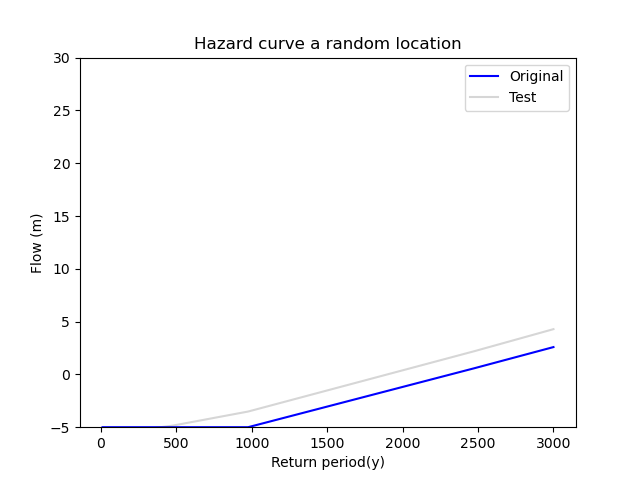 Hazard curve a random location
Original
Test
30
25
20
15
10
5
0
−5
Flow (m)
0 500 1000 1500 2000 2500 3000
Return period(y)